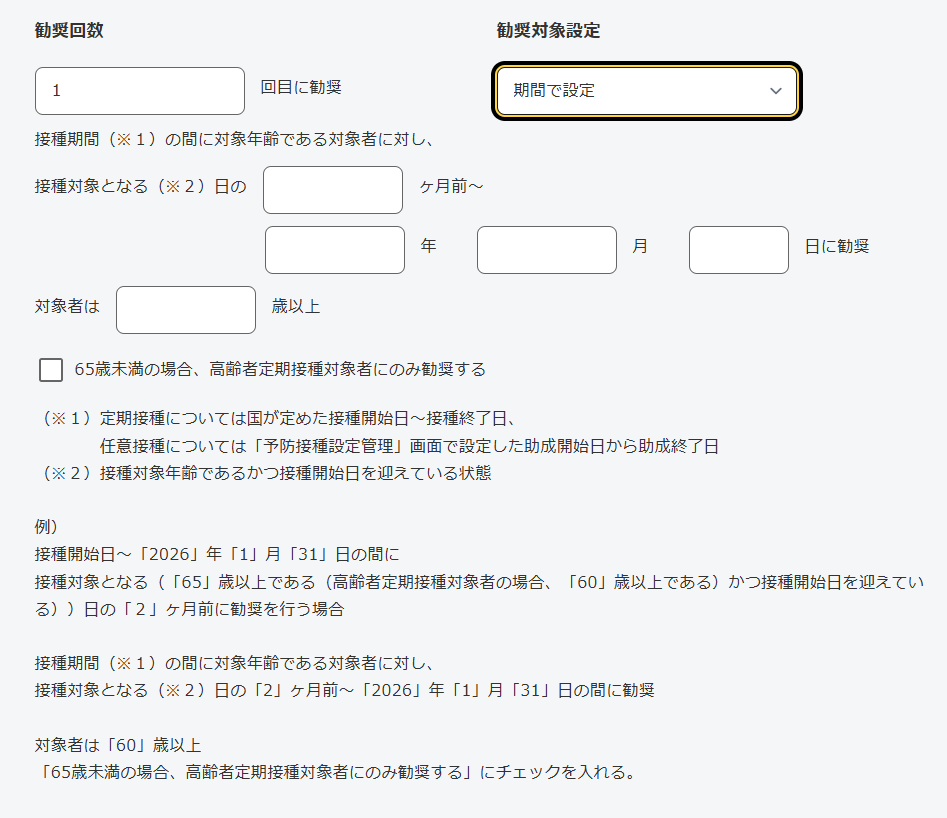 勧奨回数
勧奨対象設定
1 回目に勧奨
期間で設定
接種期間（※１）の間に対象年齢である対象者に対し、
接種対象となる（※２）日の ヶ月前～
年 月 日に勧奨
対象者は 歳以上
65歳未満の場合、高齢者定期接種対象者にのみ勧奨する
（※１）定期接種については国が定めた接種開始日～接種終了日、
任意接種については「予防接種設定管理」画面で設定した助成開始日から助成終了日
（※２）接種対象年齢であるかつ接種開始日を迎えている状態
例）
接種開始日～「2026」年「1」月「31」日の間に
接種対象となる（「65」歳以上である（高齢者定期接種対象者の場合、「60」歳以上である）かつ接種開始日を迎えてい
る））日の「２」ヶ月前に勧奨を行う場合
接種期間（※１）の間に対象年齢である対象者に対し、
接種対象となる（※２）日の「2」ヶ月前～「2026」年「1」月「31」日の間に勧奨
対象者は「60」歳以上
「65歳未満の場合、高齢者定期接種対象者にのみ勧奨する」にチェックを入れる。